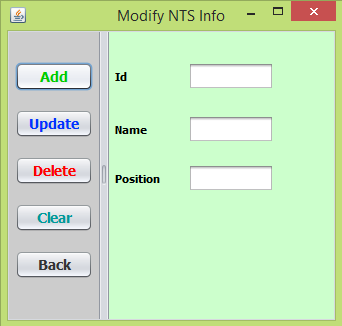 Modify NTS Info
Add
Update
Delete
Clear
Back
Id
Name
Position